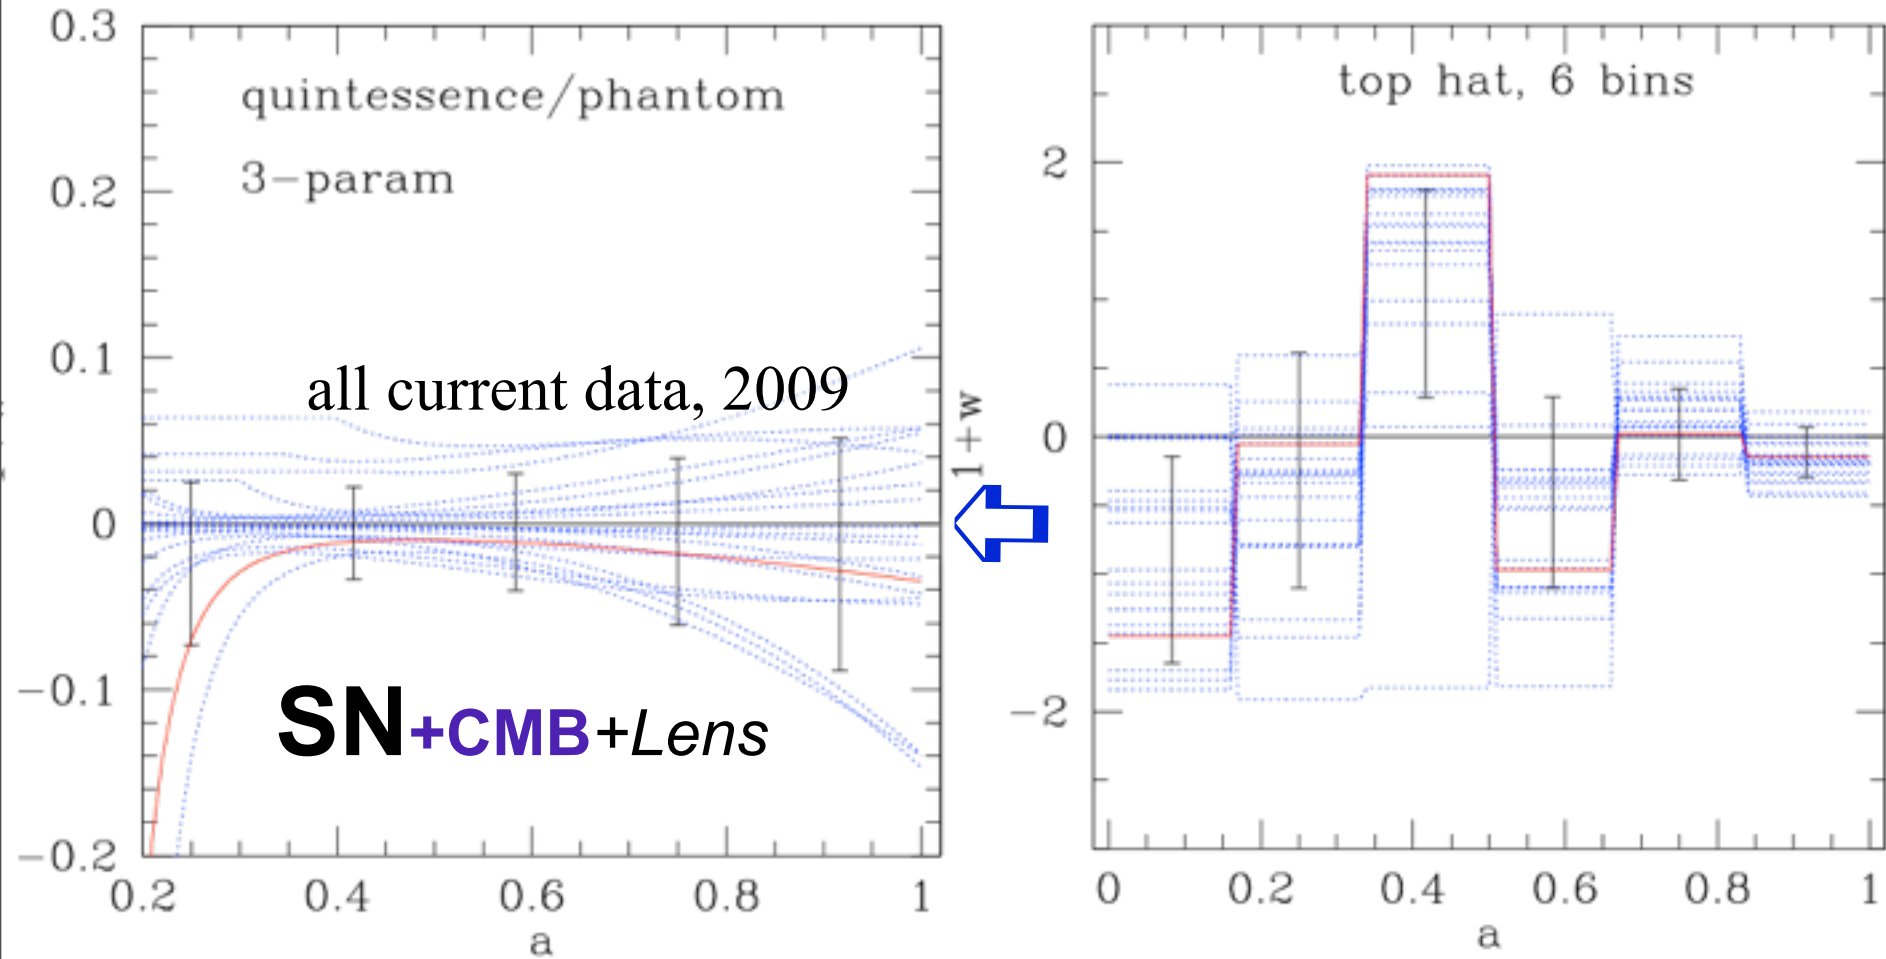 0.3
0.2
0.1
0
−0.1
−0.2
quintessence/phantom
3−param
all current data, 2009
SN+CMB+Lens
0.2 0.4 0.6 0.8 1
a
1+w
2
0
−2
top hat, 6 bins
0 0.2 0.4 0.6 0.8 1
a